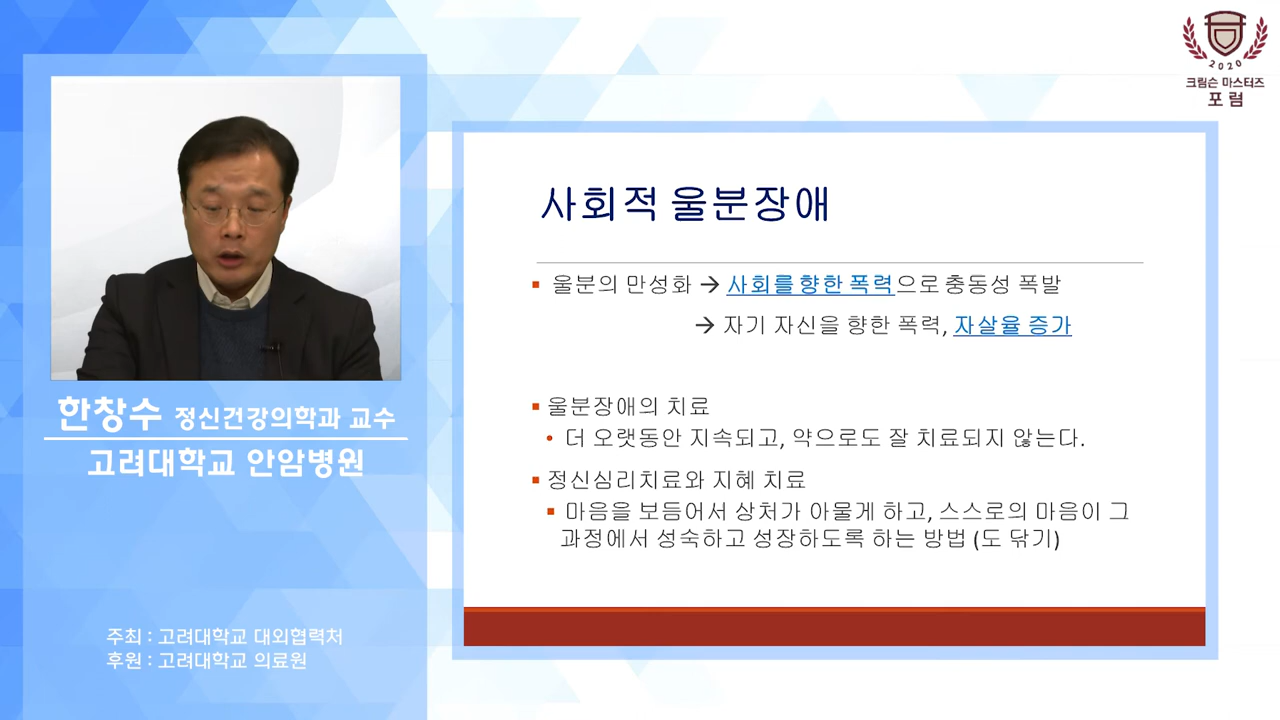 2020
크림슨 마스터즈
포 럼
사회적 울분장애
▪ 울분의 만성화 → 사회를 향한 폭력으로 충동성 폭발
→ 자기 자신을 향한 폭력, 자살율 증가
▪ 울분장애의 치료
• 더 오랫동안 지속되고, 약으로도 잘 치료되지 않는다.
▪ 정신심리치료와 지혜 치료
▪ 마음을 보듬어서 상처가 아물게 하고, 스스로의 마음이 그
과정에서 성숙하고 성장하도록 하는 방법 (도 닦기)
한창수 정신건강의학과 교수
고려대학교 안암병원
주최 : 고려대학교 대외협력처
후원 : 고려대학교 의료원